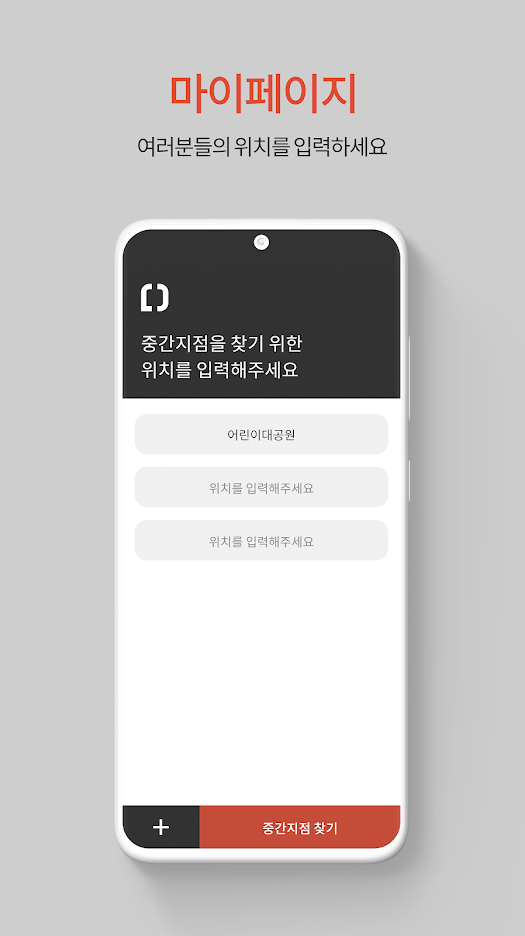 마이페이지
여러분들의 위치를 입력하세요
중간지점을 찾기 위한
위치를 입력해주세요
어린이대공원
위치를 입력해주세요
위치를 입력해주세요
+ 중간지점 찾기